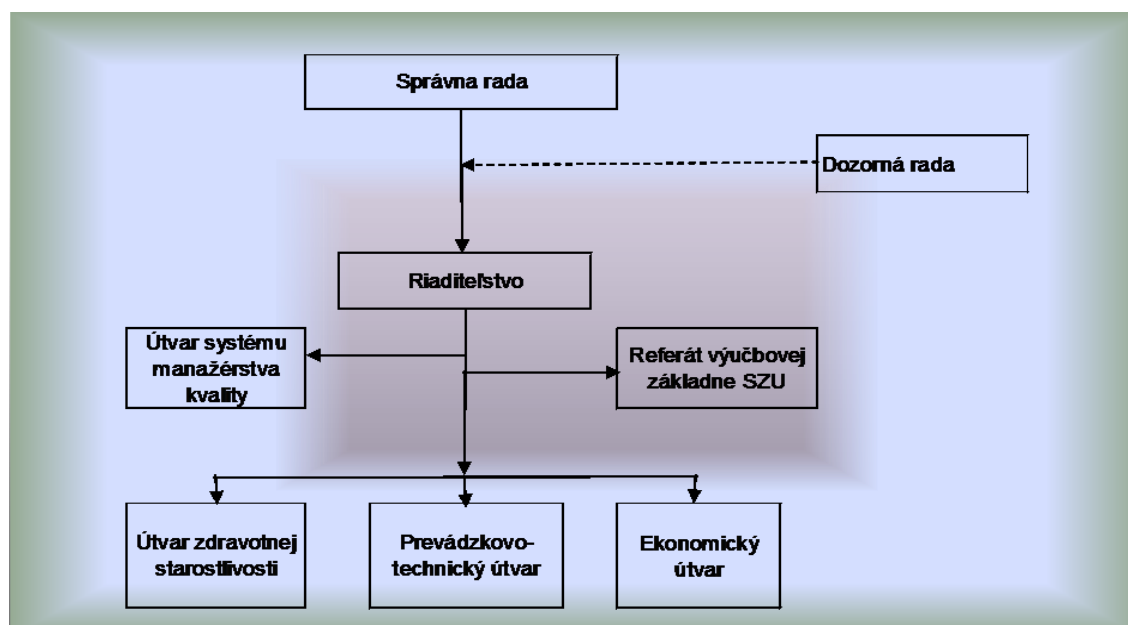 Správna rada
Dozorná rada
Riaditeľstvo
Útvar systému
manažérstva
kvality
Referát výučbovej
základne SZU
Útvar zdravotnej
starostlivosti
Prevádzkovo-
technický útvar
Ekonomický
útvar